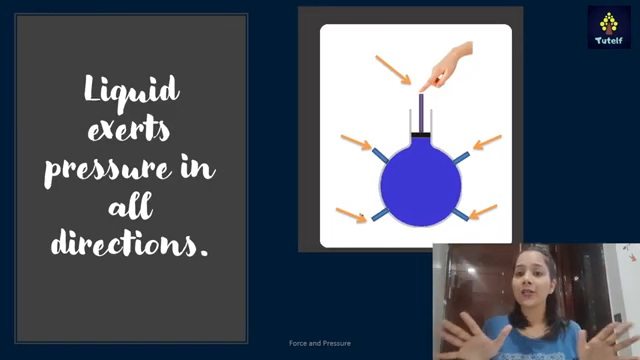 Liquid
exerts
pressure in
all
directions.
Tutelf
Force and Pressure